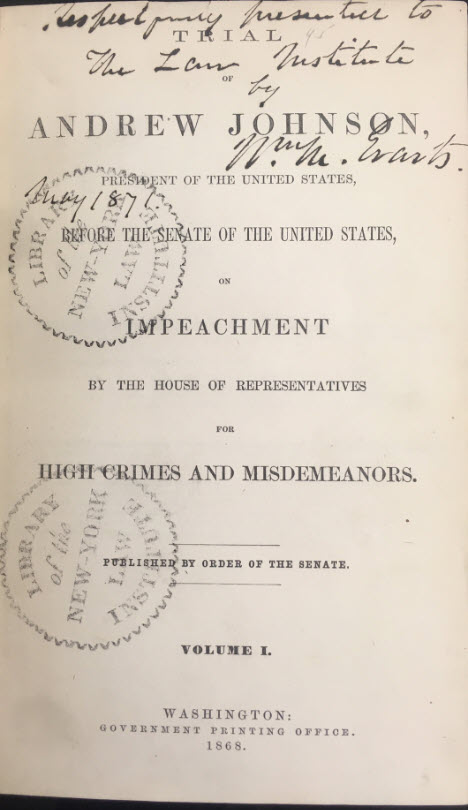 Respectfully presented to
TRIAL
The Law Institute
OF
by
ANDREW JOHNSON,
Wm. M. Evarts.
PRESIDENT OF THE UNITED STATES,
May 1871.
BEFORE THE SENATE OF THE UNITED STATES,
LIBRARY
of the
NEW-YORK
LAW
INSTITUTE
ON
IMPEACHMENT
BY THE HOUSE OF REPRESENTATIVES
FOR
HIGH CRIMES AND MISDEMEANORS.
LIBRARY
of the
NEW-YORK
LAW
INSTITUTE
PUBLISHED BY ORDER OF THE SENATE.
VOLUME I.
WASHINGTON:
GOVERNMENT PRINTING OFFICE.
1868.